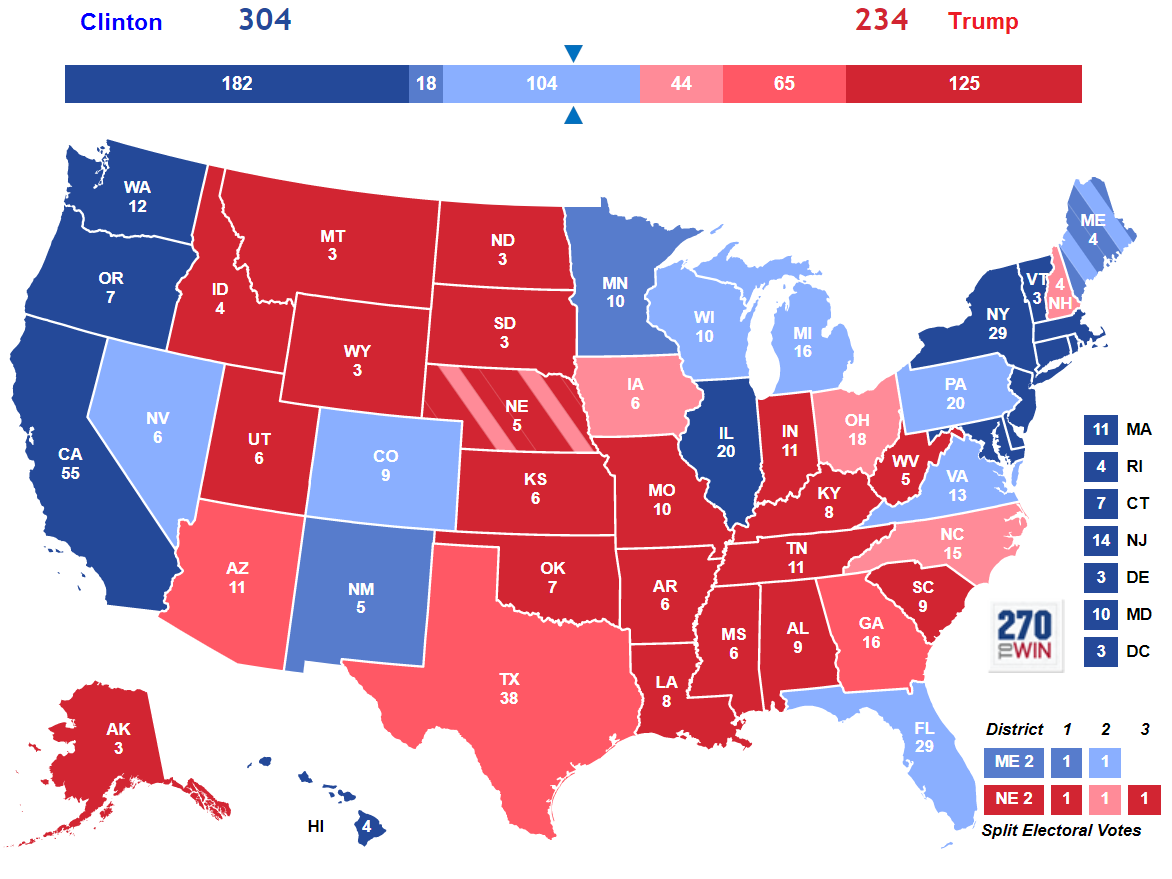 Clinton 304 234 Trump
182 18 104 44 65 125
WA
12
OR
7
CA
55
NV
6
ID
4
MT
3
WY
3
UT
6
AZ
11
CO
9
NM
5
ND
3
SD
3
NE
5
KS
6
OK
7
TX
38
MN
10
IA
6
MO
10
AR
6
LA
8
WI
10
IL
20
MI
16
IN
11
OH
18
KY
8
TN
11
MS
6
AL
9
GA
16
FL
29
SC
9
NC
15
VA
13
WV
5
PA
20
NY
29
VT
3
4
NH
ME
4
AK
3
HI 4
11 MA
4 RI
7 CT
14 NJ
3 DE
10 MD
3 DC
270
TO WIN
District 1 2 3
ME 2 1 1
NE 2 1 1 1
Split Electoral Votes